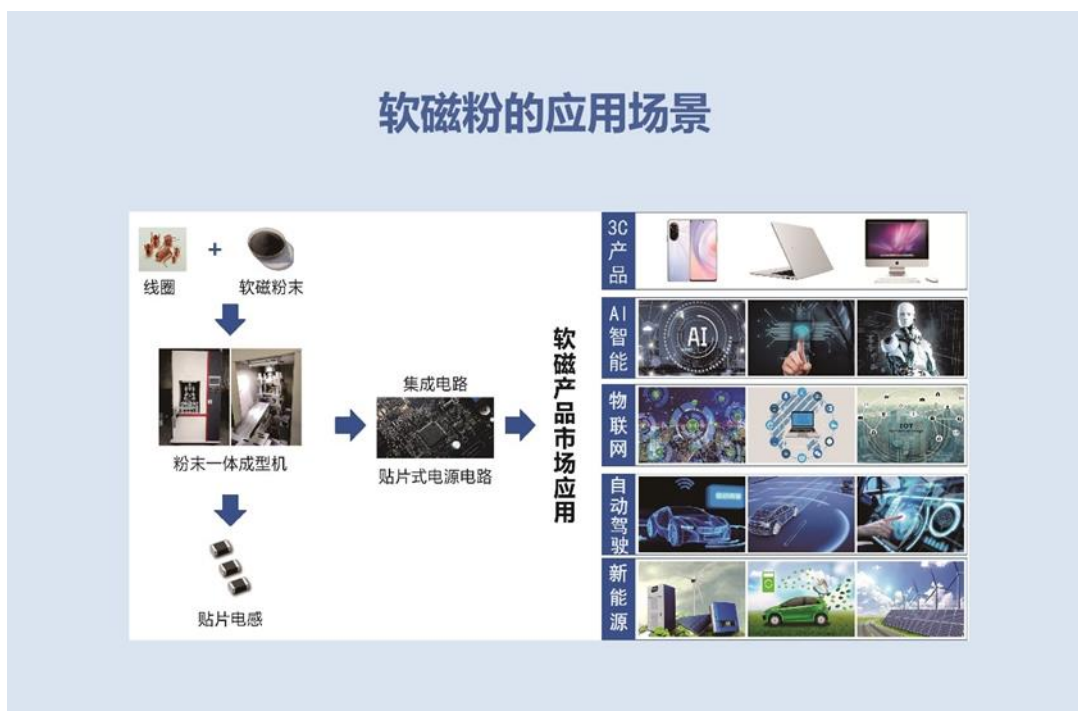 软磁粉的应用场景
线圈
+
软磁粉末
粉末一体成型机
贴片电感
集成电路
贴片式电源电路
软磁产品市场应用
3C产品
AI智能
AI
物联网
IOT
自动驾驶
新能源